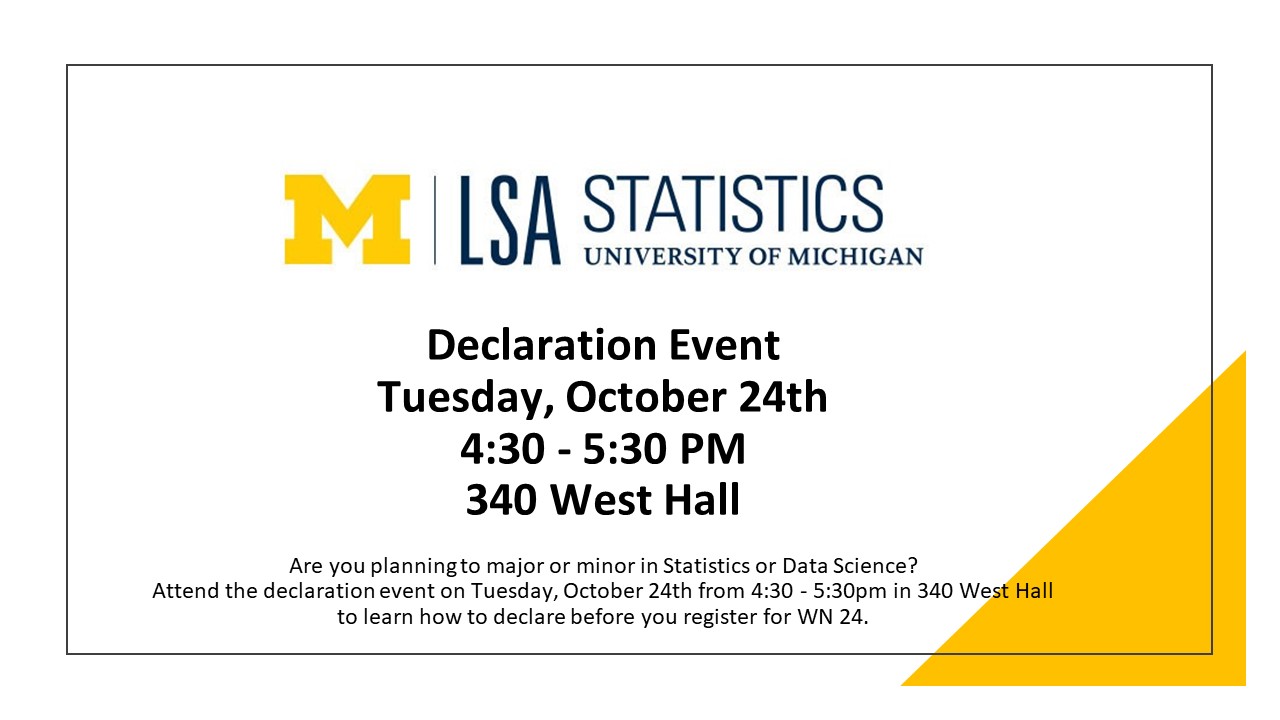 M | LSA STATISTICS
UNIVERSITY OF MICHIGAN
Declaration Event
Tuesday, October 24th
4:30 - 5:30 PM
340 West Hall
Are you planning to major or minor in Statistics or Data Science?
Attend the declaration event on Tuesday, October 24th from 4:30 - 5:30pm in 340 West Hall
to learn how to declare before you register for WN 24.